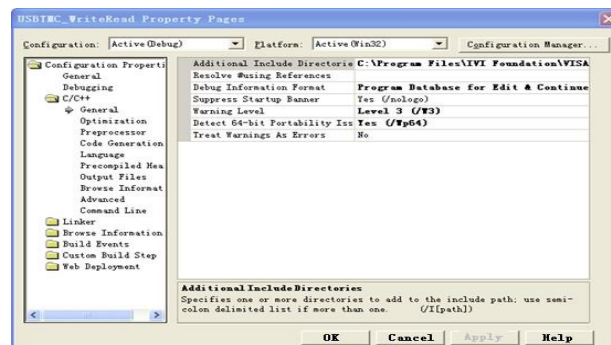 USBTMC_WriteRead Property Pages
Configuration: Active(Debug) Platform: Active(Win32) Configuration Manager...
Configuration Properti
General
Debugging
C/C++
General
Optimization
Preprocessor
Code Generation
Language
Precompiled Hea
Output Files
Browse Informat
Advanced
Command Line
Linker
Browse Information
Build Events
Custom Build Step
Web Deployment
Additional Include Directorie C:\Program Files\IVI Foundation\VISA
Resolve #using References
Debug Information Format Program Database for Edit & Continue
Suppress Startup Banner Yes (/nologo)
Warning Level Level 3 (/W3)
Detect 64-bit Portability Iss Yes (/Wp64)
Treat Warnings As Errors No
Additional Include Directories
Specifies one or more directories to add to the include path; use semi-
colon delimited list if more than one. (/I[path])
OK Cancel Apply Help